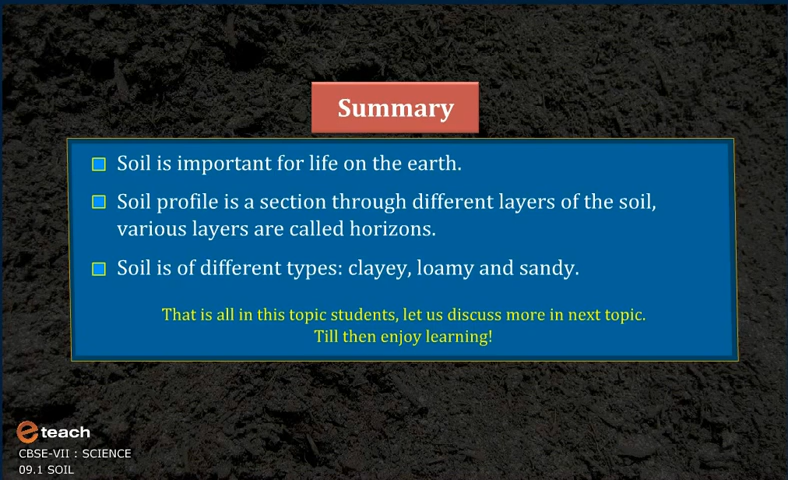 Summary
Soil is important for life on the earth.
Soil profile is a section through different layers of the soil,
various layers are called horizons.
Soil is of different types: clayey, loamy and sandy.
That is all in this topic students, let us discuss more in next topic.
Till then enjoy learning!
eteach
CBSE-VII : SCIENCE
09.1 SOIL